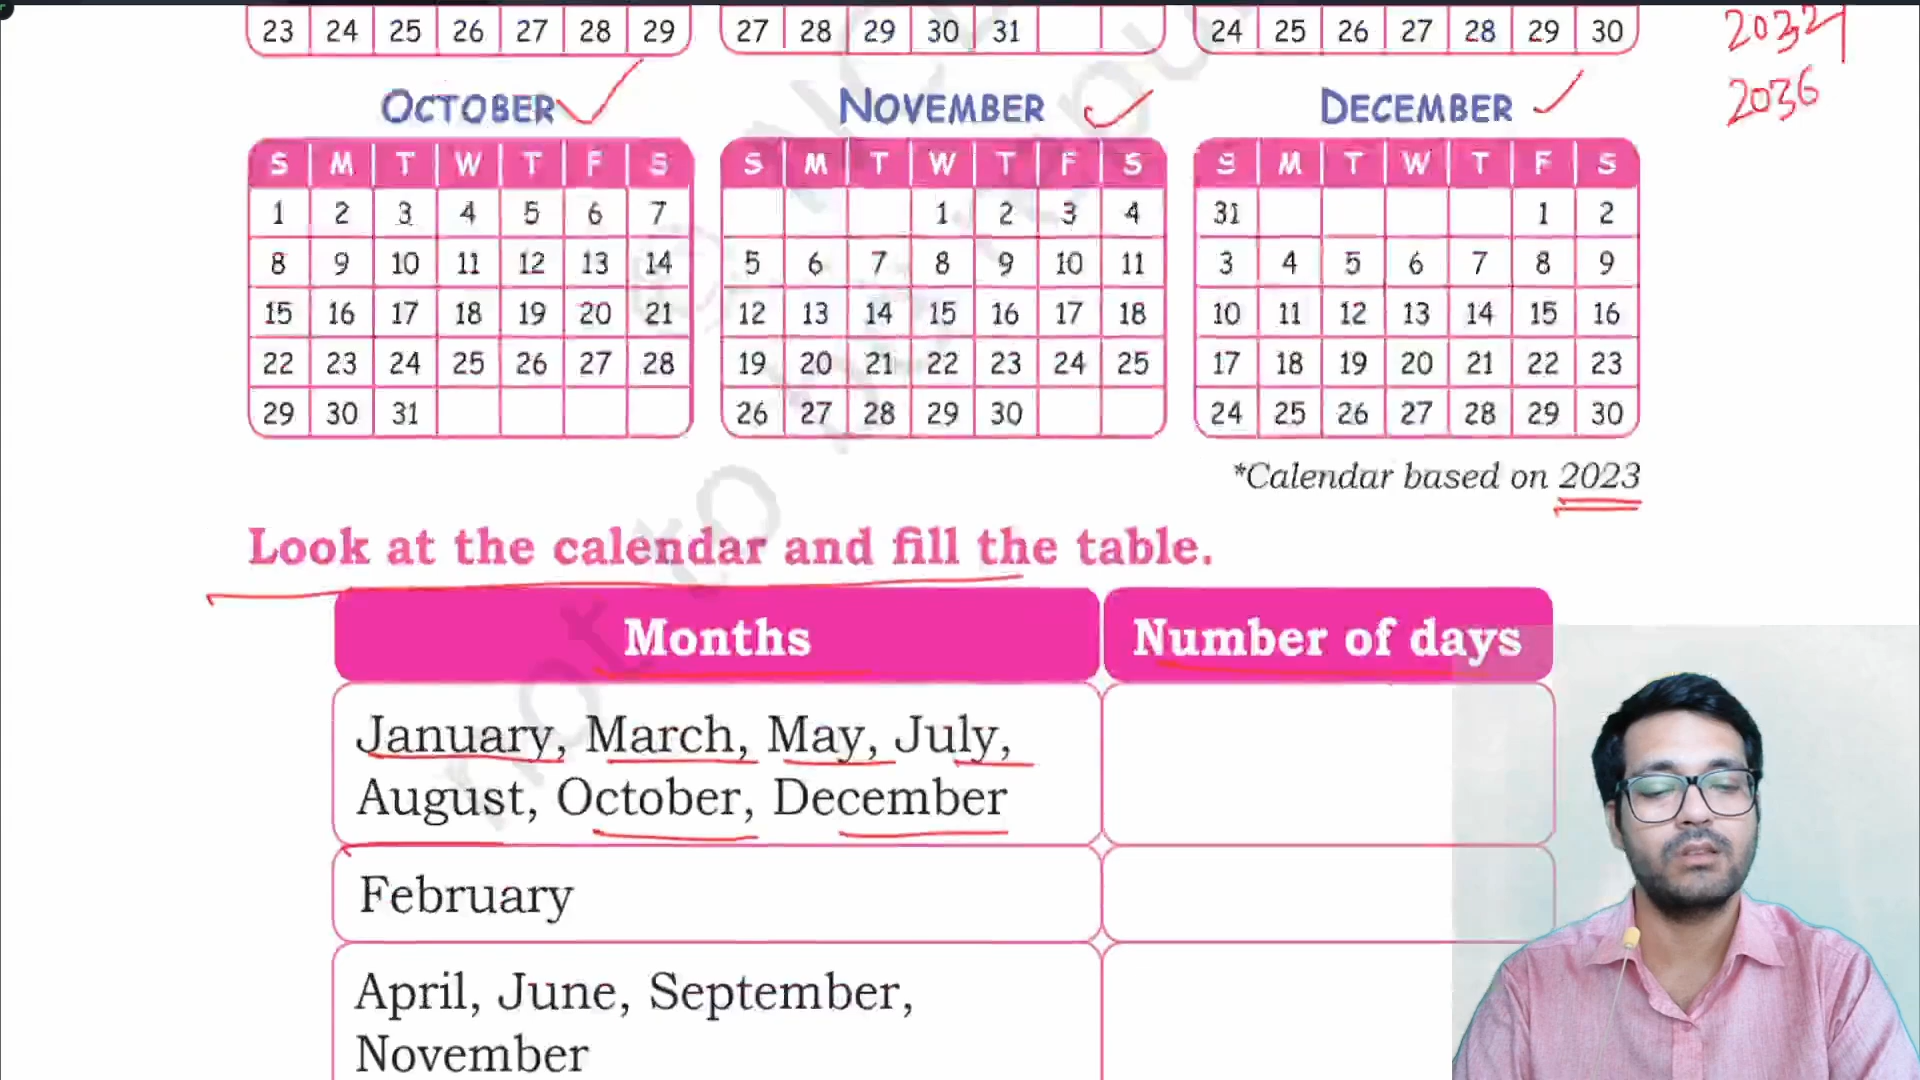 23 24 25 26 27 28 29
27 28 29 30 31
24 25 26 27 28 29 30
2032
2036
OCTOBER
NOVEMBER
DECEMBER
S M T W T F S
1 2 3 4 5 6 7
8 9 10 11 12 13 14
15 16 17 18 19 20 21
22 23 24 25 26 27 28
29 30 31
S M T W T F S
1 2 3 4
5 6 7 8 9 10 11
12 13 14 15 16 17 18
19 20 21 22 23 24 25
26 27 28 29 30
S M T W T F S
31 1 2
3 4 5 6 7 8 9
10 11 12 13 14 15 16
17 18 19 20 21 22 23
24 25 26 27 28 29 30
*Calendar based on 2023
Look at the calendar and fill the table.
Months
Number of days
January, March, May, July,
August, October, December
February
April, June, September,
November
not to